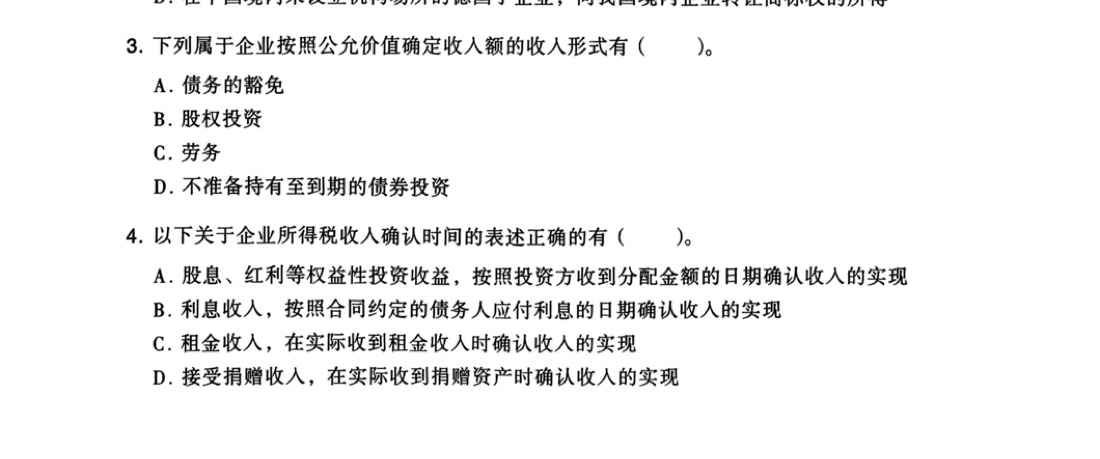 3. 下列属于企业按照公允价值确定收入额的收入形式有（　　）。
A. 债务的豁免
B. 股权投资
C. 劳务
D. 不准备持有至到期的债券投资
4. 以下关于企业所得税收入确认时间的表述正确的有（　　）。
A. 股息、红利等权益性投资收益，按照投资方收到分配金额的日期确认收入的实现
B. 利息收入，按照合同约定的债务人应付利息的日期确认收入的实现
C. 租金收入，在实际收到租金收入时确认收入的实现
D. 接受捐赠收入，在实际收到捐赠资产时确认收入的实现